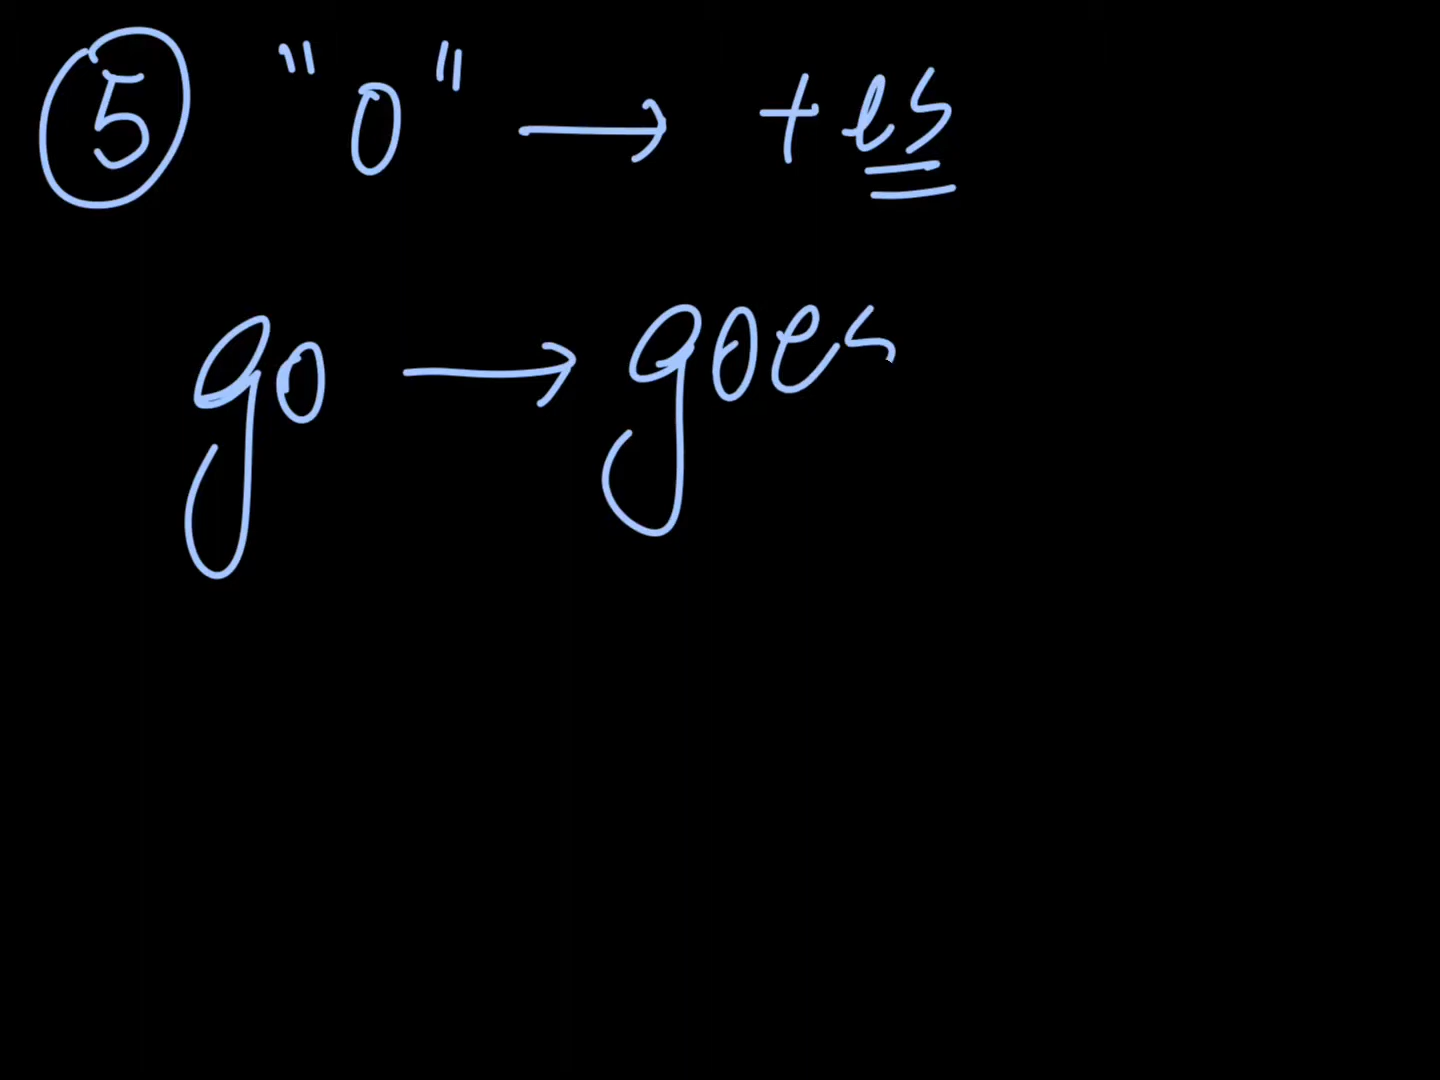 ⑤ "o" → +es
go → goes